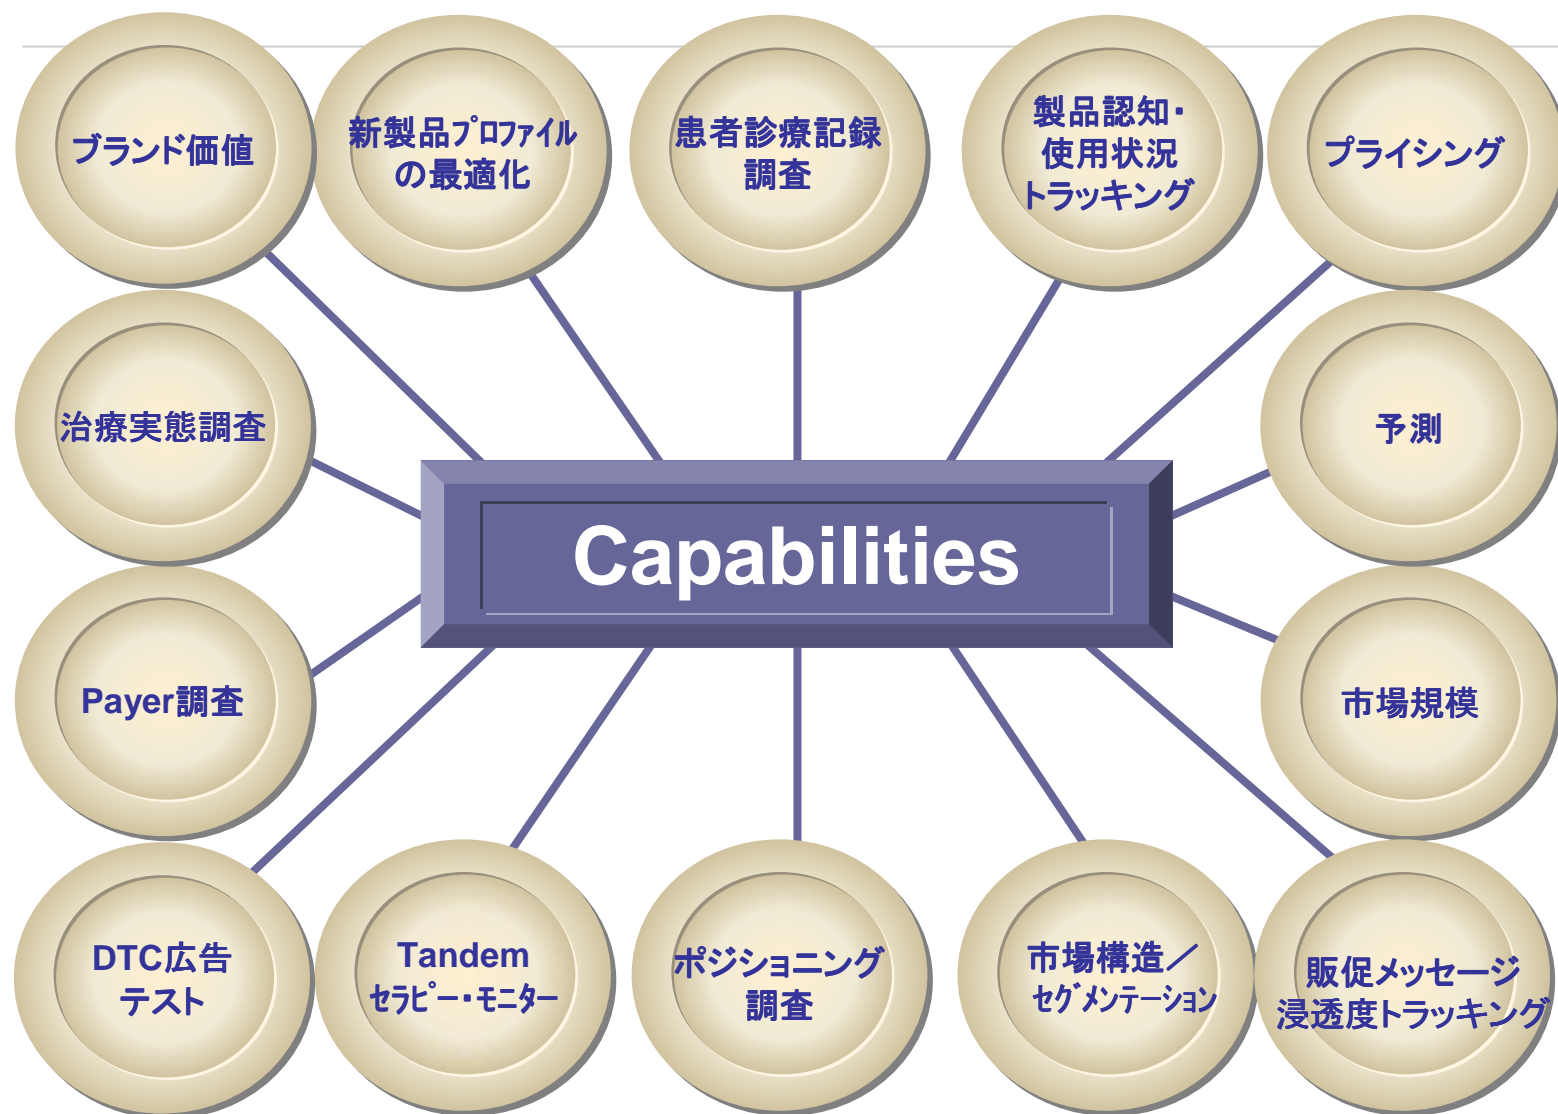 ブランド価値
新製品プロファイル
の最適化
患者診療記録
調査
製品認知・
使用状況
トラッキング
プライシング
治療実態調査
予測
Capabilities
Payer調査
市場規模
DTC広告
テスト
Tandem
セラピー・モニター
ポジショニング
調査
市場構造／
セグメンテーション
販促メッセージ
浸透度トラッキング